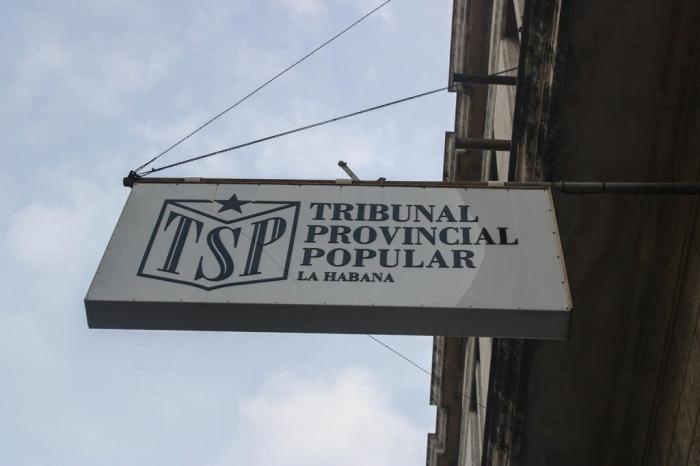 TSP
TRIBUNAL
PROVINCIAL
POPULAR
LA HABANA